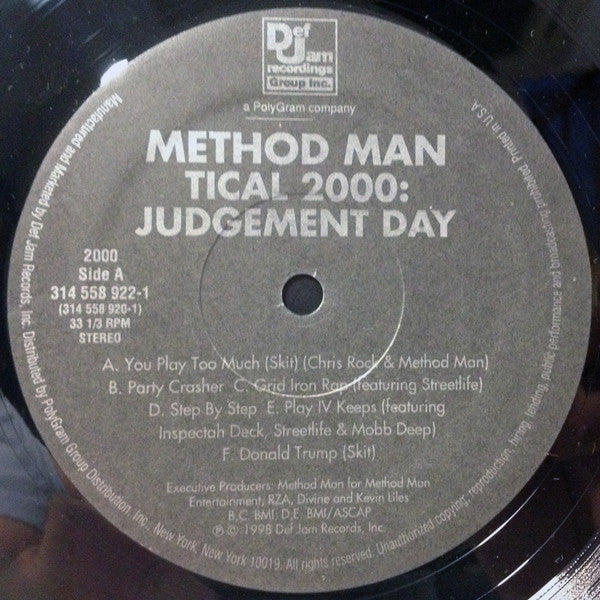 Def
Jam
recordings
Group Inc.
a PolyGram company
METHOD MAN
TICAL 2000:
JUDGEMENT DAY
2000
Side A
314 558 922-1
(314 558 920-1)
33 1/3 RPM
STEREO
A. You Play Too Much (Skit) (Chris Rock & Method Man)
B. Party Crasher C. Grid Iron Rap (featuring Streetlife)
D. Step By Step E. Play IV Keeps (featuring
Inspectah Deck, Streetlife & Mobb Deep)
F. Donald Trump (Skit)
Executive Producers: Method Man for Method Man
Entertainment, RZA, Divine and Kevin Liles
B,C: BMI; D,E: BMI/ASCAP
℗ © 1998 Def Jam Records, Inc.
Manufactured and Marketed by Def Jam Records, Inc. Distributed by PolyGram Group Distribution, Inc., New York, New York 10019. All rights reserved. Unauthorized copying, reproduction, hiring, lending, public performance and broadcasting prohibited. Printed in U.S.A